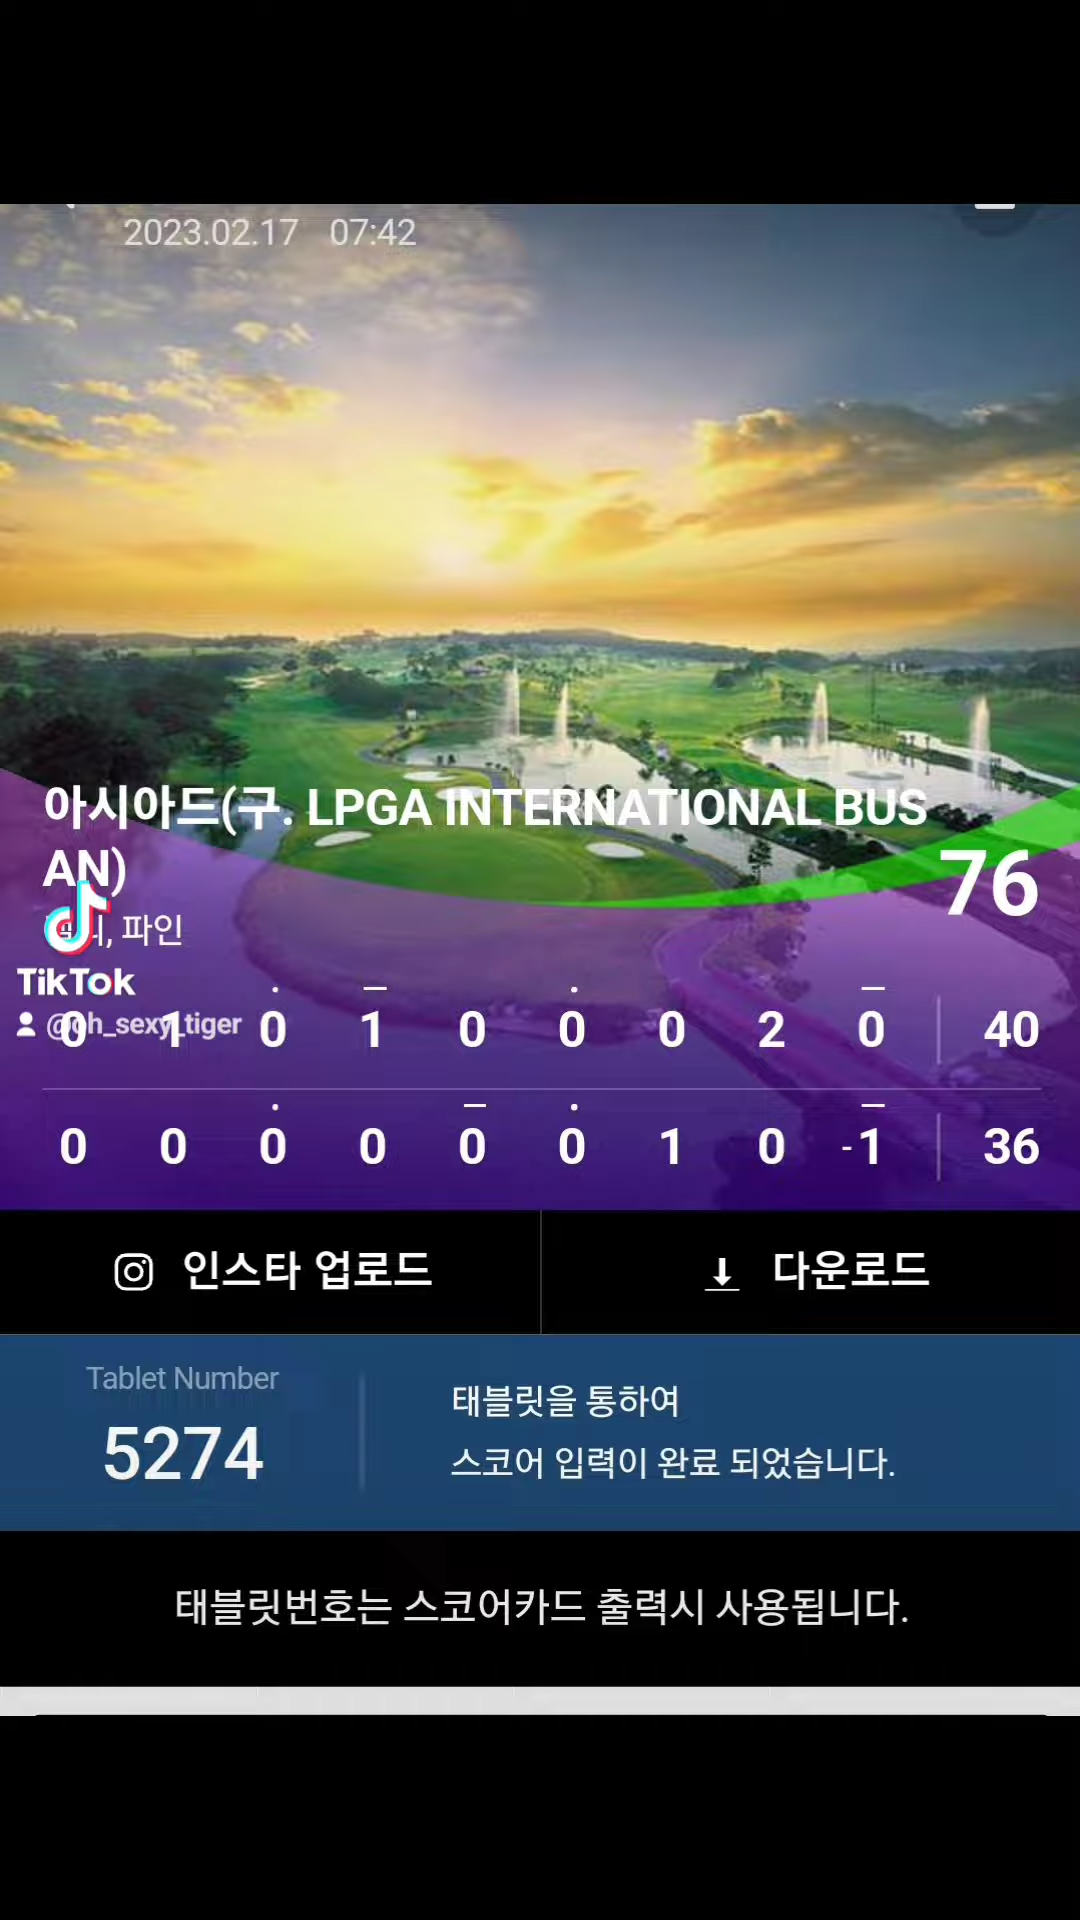 2023.02.17 07:42
아시아드(구. LPGA INTERNATIONAL BUS
AN)
파인
TikTok
0 1 0 1 0 0 0 2 0 40
0 0 0 0 0 0 1 0 -1 36
76
인스타 업로드 다운로드
Tablet Number
5274
태블릿을 통하여
스코어 입력이 완료 되었습니다.
태블릿번호는 스코어카드 출력시 사용됩니다.